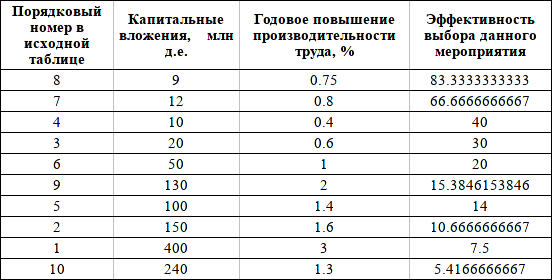 Порядковый номер в исходной таблице | Капитальные вложения, млн д.е. | Годовое повышение производительности труда, % | Эффективность выбора данного мероприятия
8 | 9 | 0.75 | 83.3333333333
7 | 12 | 0.8 | 66.6666666667
4 | 10 | 0.4 | 40
3 | 20 | 0.6 | 30
6 | 50 | 1 | 20
9 | 130 | 2 | 15.3846153846
5 | 100 | 1.4 | 14
2 | 150 | 1.6 | 10.6666666667
1 | 400 | 3 | 7.5
10 | 240 | 1.3 | 5.4166666667